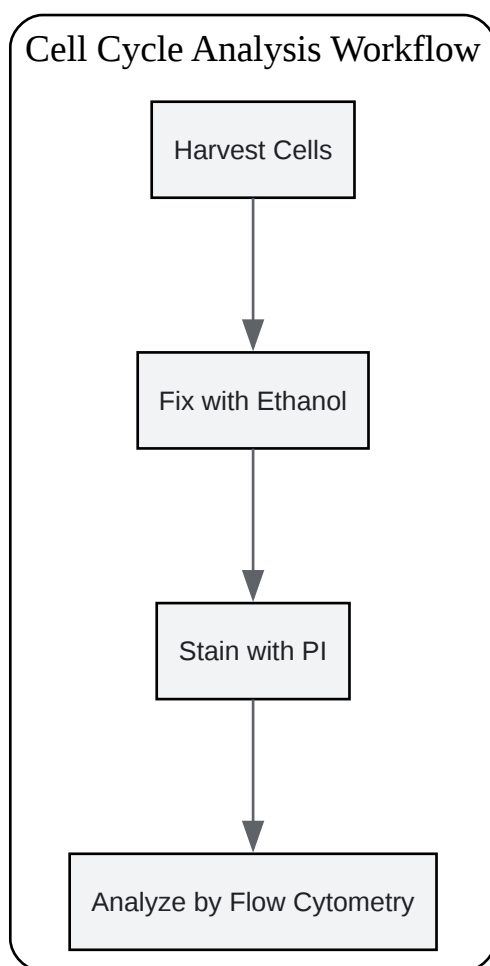 Cell Cycle Analysis Workflow
Harvest Cells
Fix with Ethanol
Stain with PI
Analyze by Flow Cytometry